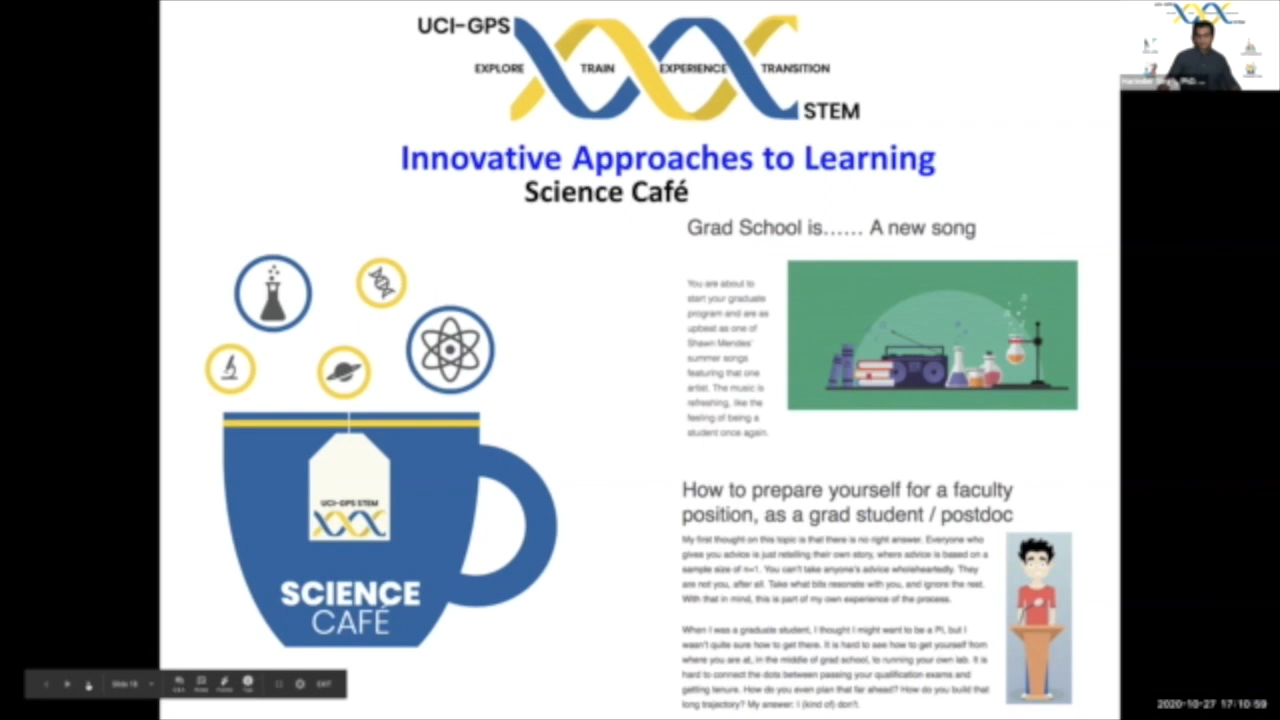 UCI-GPS
EXPLORE TRAIN EXPERIENCE TRANSITION
STEM
Innovative Approaches to Learning
Science Café
Grad School is...... A new song
You are about to
start your graduate
program and are as
upbeat as one of
Shawn Mendes'
summer songs
featuring that one
artist. The music is
refreshing, like the
feeling of being a
student once again.
UCI-GPS STEM
SCIENCE
CAFÉ
How to prepare yourself for a faculty
position, as a grad student / postdoc
My first thought on this topic is that there is no right answer. Everyone who
gives you advice is just retelling their own story, where advice is based on a
sample size of n=1. You can't take anyone's advice wholeheartedly. They
are not you, after all. Take what bits resonate with you, and ignore the rest.
With that in mind, this is part of my own experience of the process.
When I was a graduate student, I thought I might want to be a PI, but I
wasn't quite sure how to get there. It is hard to see how to get yourself from
where you are at, in the middle of grad school, to running your own lab. It is
hard to connect the dots between passing your qualification exams and
getting tenure. How do you even plan that far ahead? How do you build that
long trajectory? My answer: I (kind of) don't.
Slide 18
Q&A Notes Pointer
EXIT
2020-10-27 17:10:59